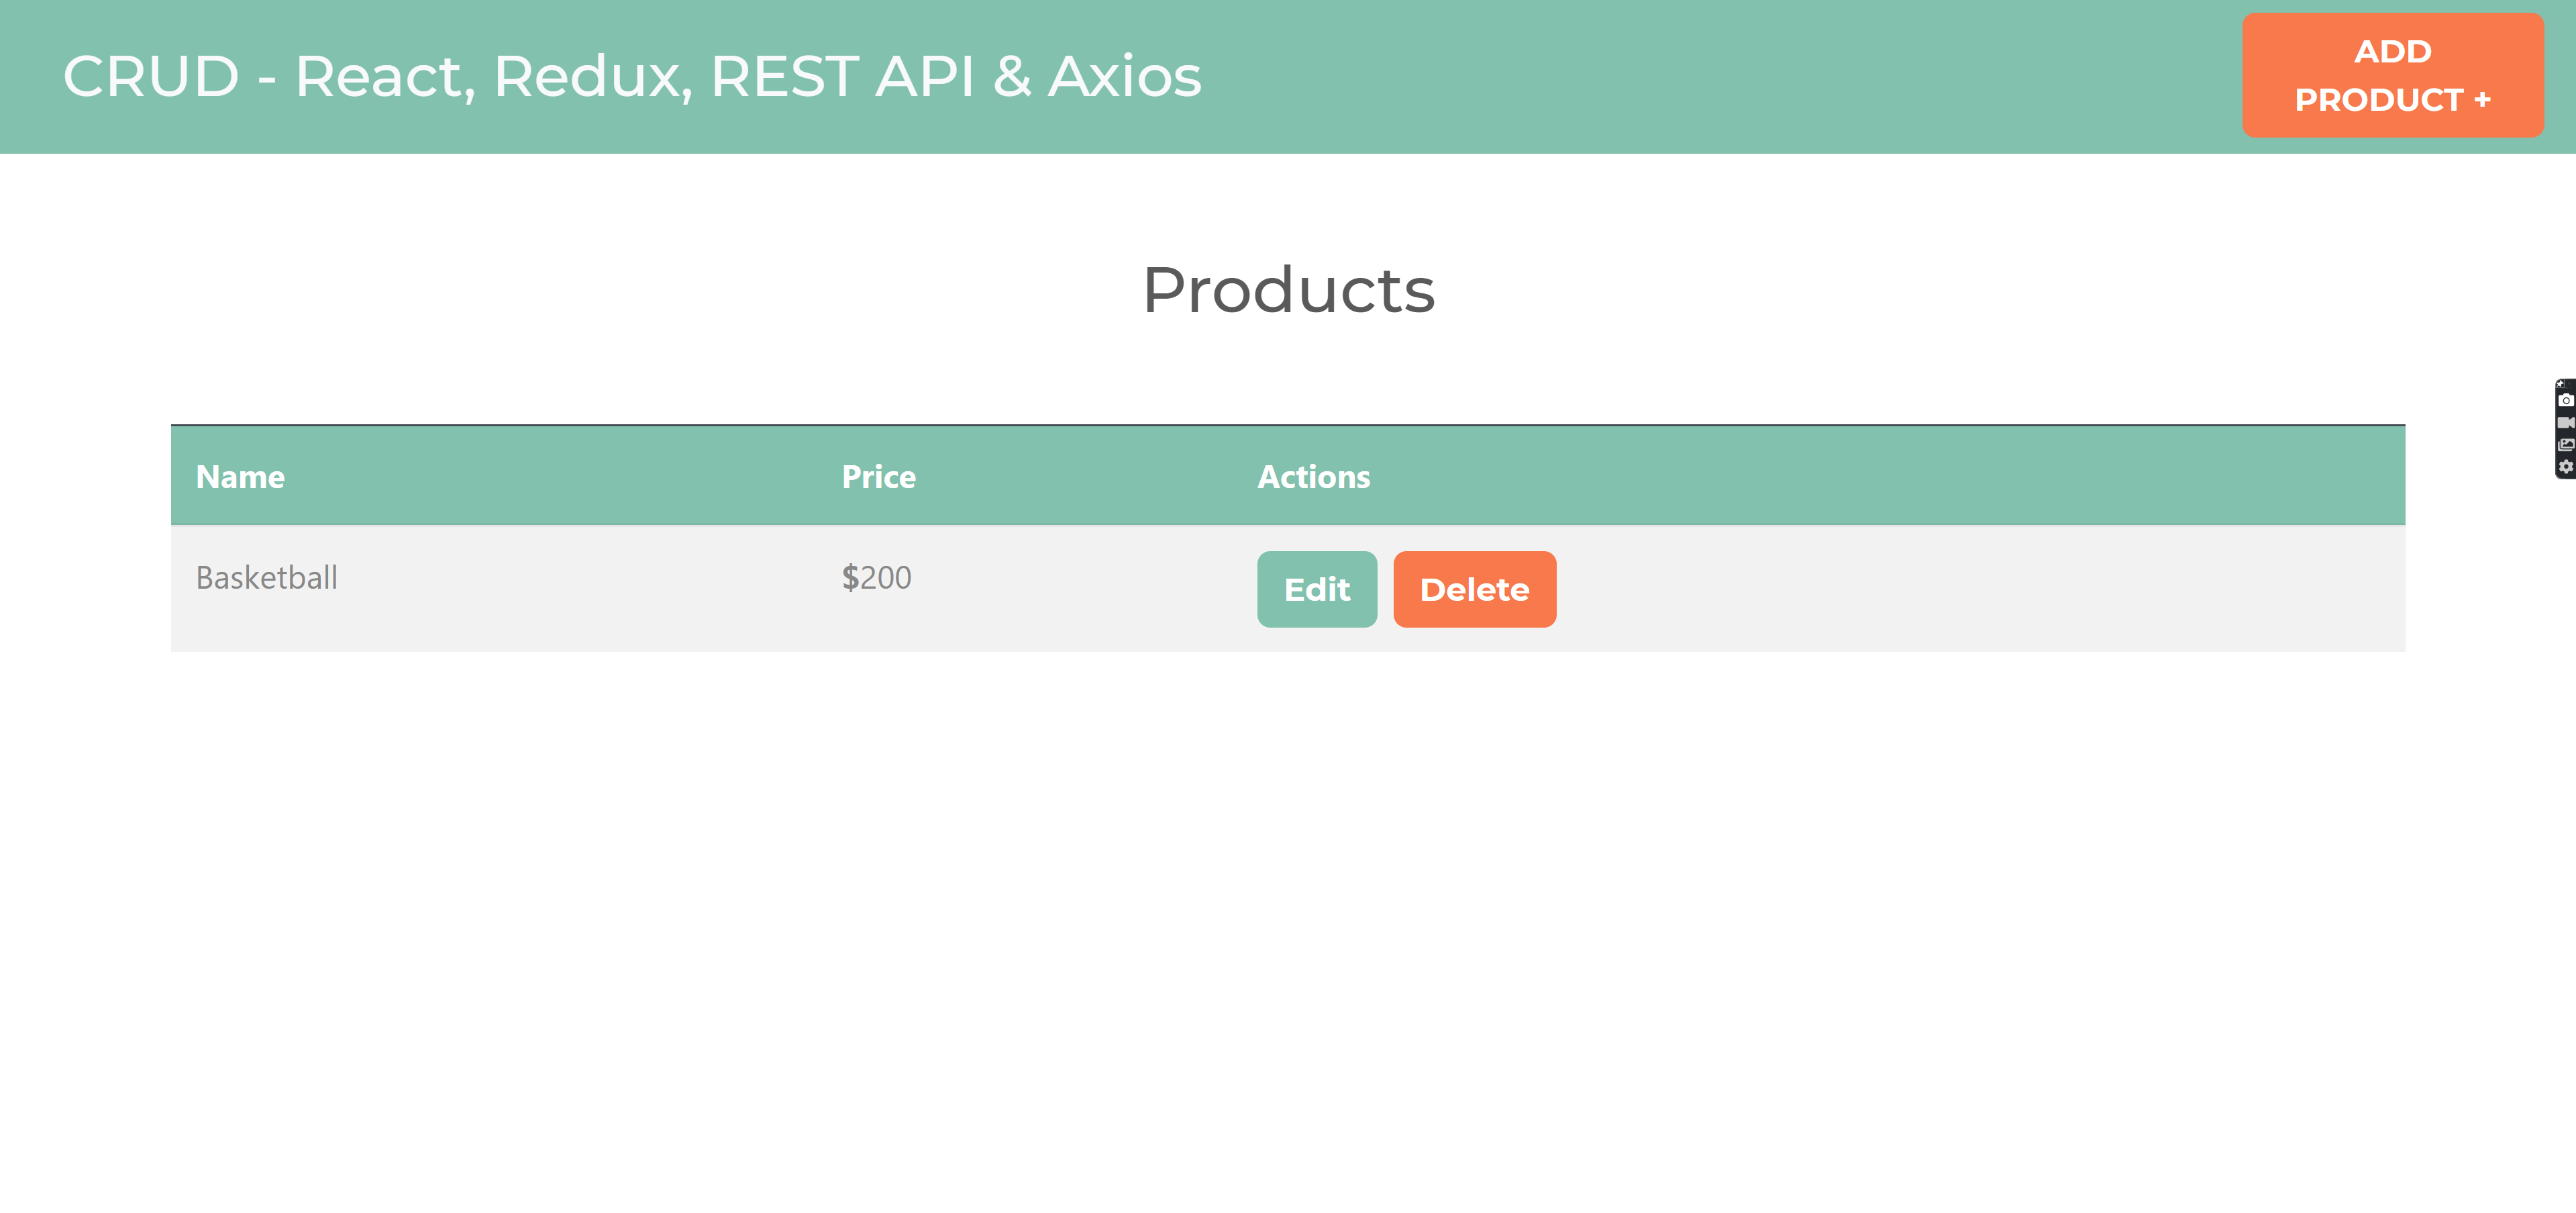 CRUD - React, Redux, REST API & Axios
ADD
PRODUCT +
Products
Name Price Actions
Basketball $200 Edit Delete